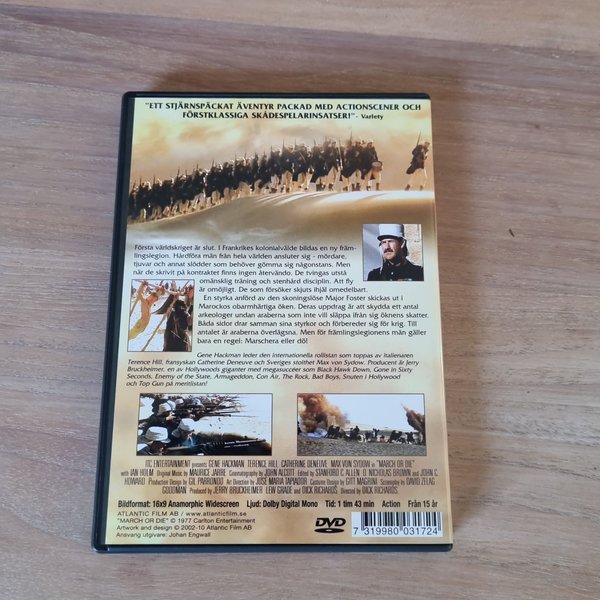 "ETT STJÄRNSPÄCKAT ÄVENTYR PACKAD MED ACTIONSCENER OCH
FÖRSTKLASSIGA SKÅDESPELARINSATSER!" - Variety
Första världskriget är slut. I Frankrikes kolonialvälde bildas en ny främ-
lingslegion. Hårdföra män från hela världen ansluter sig - mördare,
tjuvar och annat slödder som behöver gömma sig någonstans. Men
när de skrivit på kontraktet finns ingen återvändo. De tvingas utstå
omänsklig träning och stenhård disciplin. Att fly
är omöjligt. De som försöker skjuts ihjäl omedelbart.
En styrka anförd av den skoningslöse Major Foster skickas ut i
Marockos obarmhärtiga öken. Deras uppdrag är att skydda ett antal
arkeologer undan araberna som inte vill släppa ifrån sig öknens skatter.
Båda sidor drar samman sina styrkor och förbereder sig för krig. Till
antalet är araberna överlägsna. Men för främlingslegionens män gäller
bara en regel: Marschera eller dö!
Gene Hackman leder den internationella rollistan som toppas av italienaren
Terence Hill, fransyskan Catherine Deneuve och Sveriges stolthet Max von Sydow. Producent är Jerry
Bruckheimer, en av Hollywoods giganter med megasuccéer som Black Hawk Down, Gone in Sixty
Seconds, Enemy of the State, Armageddon, Con Air, The Rock, Bad Boys, Snuten i Hollywood
och Top Gun på meritlistan!
ITC ENTERTAINMENT presents GENE HACKMAN TERENCE HILL CATHERINE DENEUVE MAX VON SYDOW in "MARCH OR DIE"
with IAN HOLM Original Music by MAURICE JARRE Cinematography by JOHN ALCOTT Edited by STANFORD C. ALLEN O. NICHOLAS BROWN and JOHN C.
HOWARD Production Design by GIL PARRONDO Art Direction by JOSE MARIA TAPIADOR Costume Design by GITT MAGRINI Screenplay by DAVID ZELAG
GOODMAN Produced by JERRY BRUCKHEIMER LEW GRADE and DICK RICHARDS Directed by DICK RICHARDS
Bildformat: 16x9 Anamorphic Widescreen Ljud: Dolby Digital Mono Tid: 1 tim 43 min Action Från 15 år
ATLANTIC FILM AB / www.atlanticfilm.se
"MARCH OR DIE" © 1977 Carlton Entertainment
Artwork and design © 2002-10 Atlantic Film AB
Ansvarig utgivare: Johan Engwall
DVD
7 319980 031724